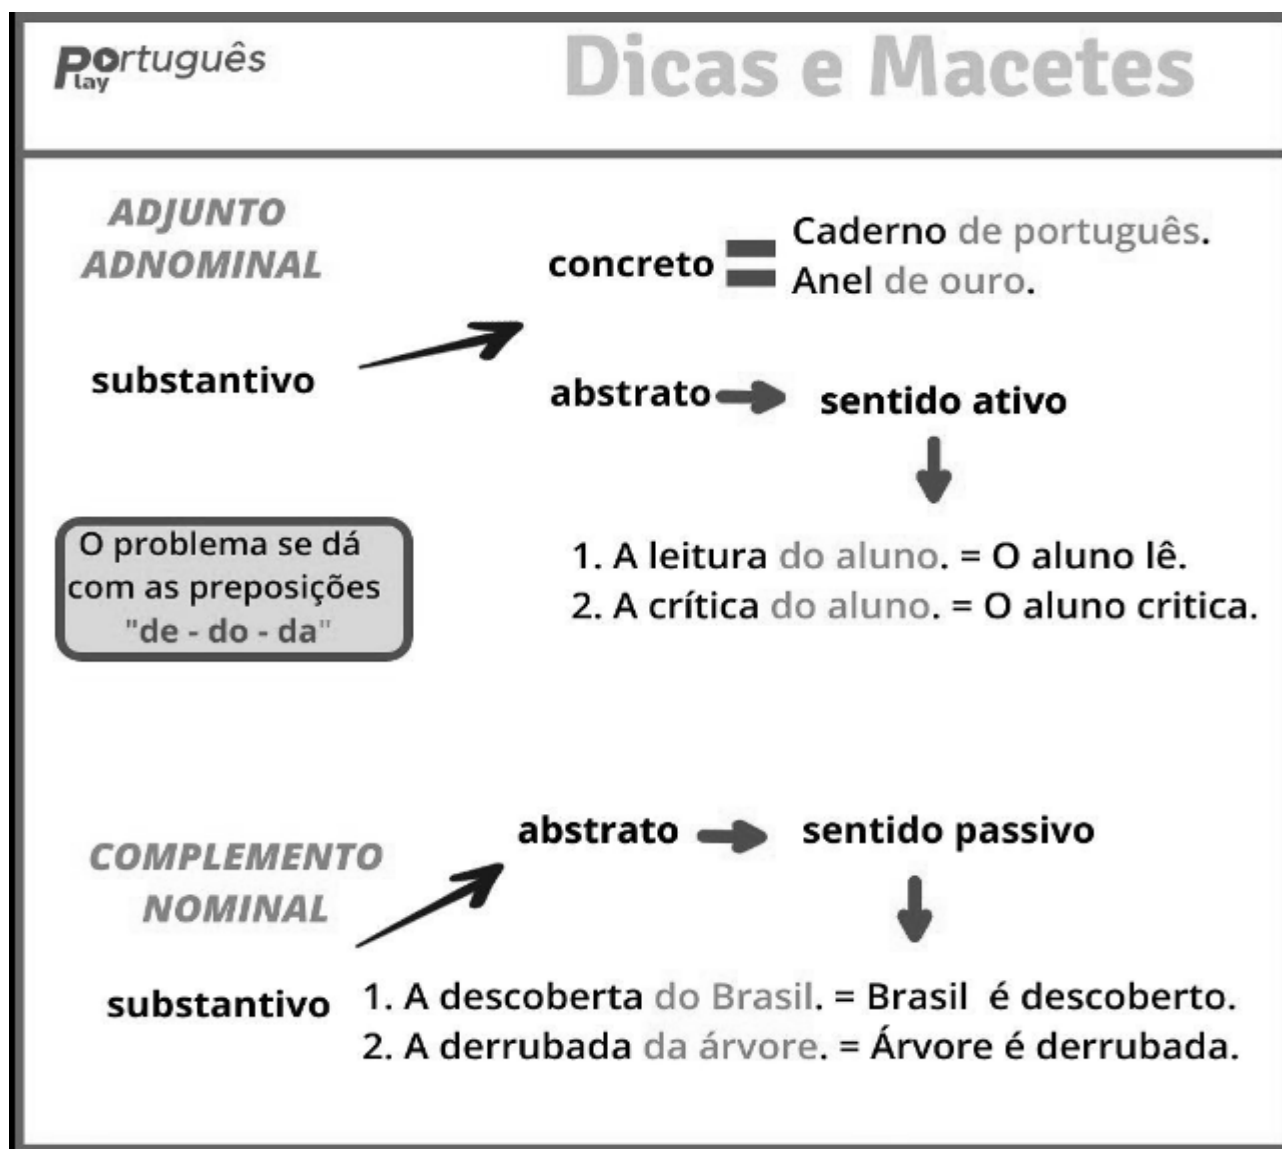 Português
Play
Dicas e Macetes
ADJUNTO
ADNOMINAL
concreto
Caderno de português.
Anel de ouro.
substantivo
abstrato
sentido ativo
O problema se dá
com as preposições
"de - do - da"
1. A leitura do aluno. = O aluno lê.
2. A crítica do aluno. = O aluno critica.
abstrato
sentido passivo
COMPLEMENTO
NOMINAL
substantivo
1. A descoberta do Brasil. = Brasil é descoberto.
2. A derrubada da árvore. = Árvore é derrubada.